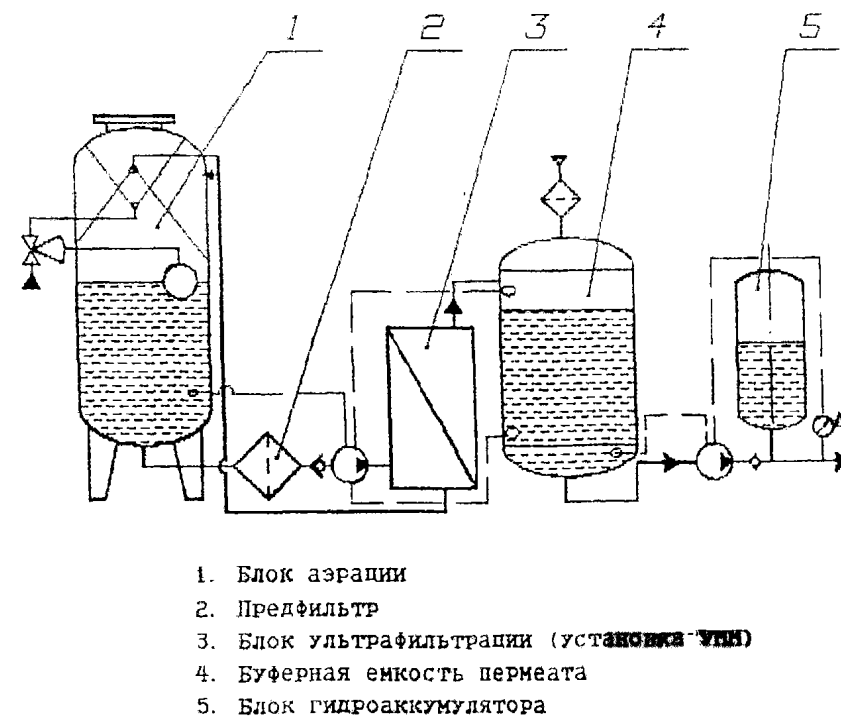 1 2 3 4 5
1. Блок аэрации
2. Предфильтр
3. Блок ультрафильтрации (установка УПМ)
4. Буферная емкость пермеата
5. Блок гидроаккумулятора